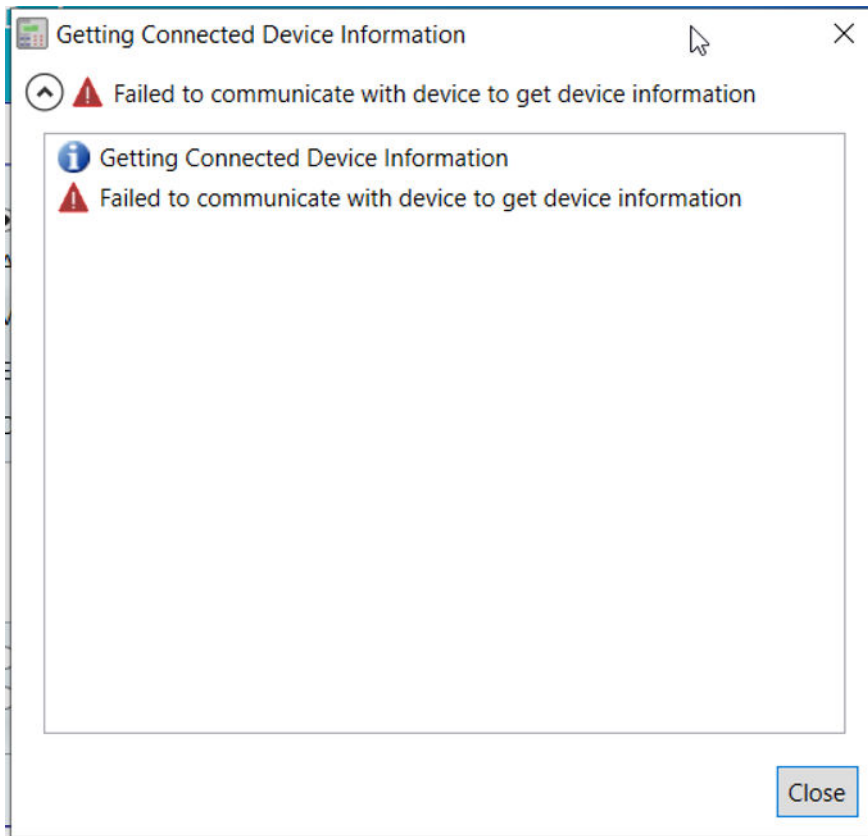 Getting Connected Device Information
Failed to communicate with device to get device information
Getting Connected Device Information
Failed to communicate with device to get device information
Close